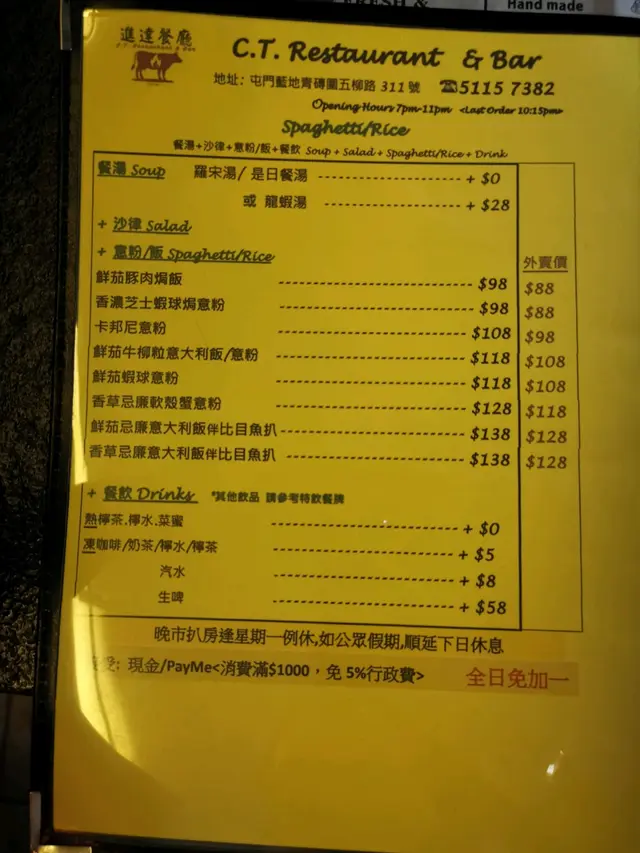 FRESH &
Hand made
進達餐廳
C.T. Restaurant & Bar
C.T. Restaurant & Bar
地址: 屯門藍地青磚圍五柳路 311號 ☎5115 7382
Opening Hours 7pm-11pm <Last Order 10:15pm>
Spaghetti/Rice
餐湯+沙律+意粉/飯+餐飲 Soup + Salad + Spaghetti/Rice + Drink
餐湯 Soup 羅宋湯/ 是日餐湯 + $0
或 龍蝦湯 + $28
+ 沙律 Salad
+ 意粉/飯 Spaghetti/Rice 外賣價
鮮茄豚肉焗飯 $98 $88
香濃芝士蝦球焗意粉 $98 $88
卡邦尼意粉 $108 $98
鮮茄牛柳粒意大利飯/意粉 $118 $108
鮮茄蝦球意粉 $118 $108
香草忌廉軟殼蟹意粉 $128 $118
鮮茄忌廉意大利飯伴比目魚扒 $138 $128
香草忌廉意大利飯伴比目魚扒 $138 $128
+ 餐飲 Drinks *其他飲品 請參考特飲餐牌
熱檸茶.檸水.菜蜜 + $0
凍咖啡/奶茶/檸水/檸茶 + $5
汽水 + $8
生啤 + $58
晚市扒房逢星期一例休,如公眾假期,順延下日休息
受: 現金/PayMe<消費滿$1000，免 5%行政費> 全日免加一